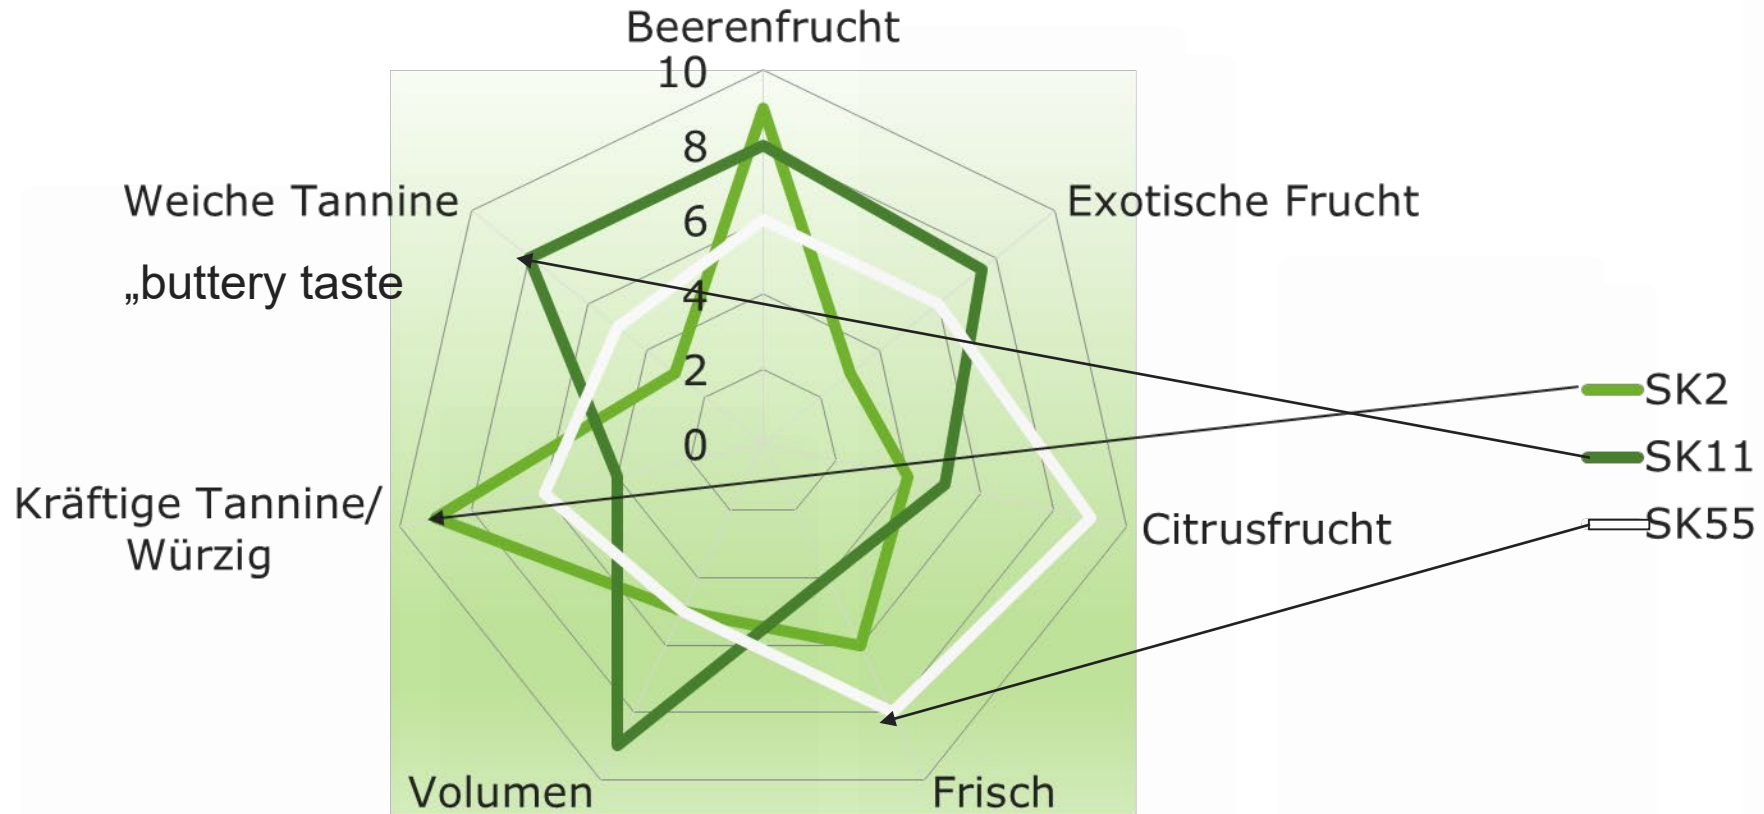 Beerenfrucht
10
8
6
4
2
0
Weiche Tannine
„buttery taste
Exotische Frucht
Kräftige Tannine/
Würzig
Citrusfrucht
Volumen
Frisch
SK2
SK11
SK55